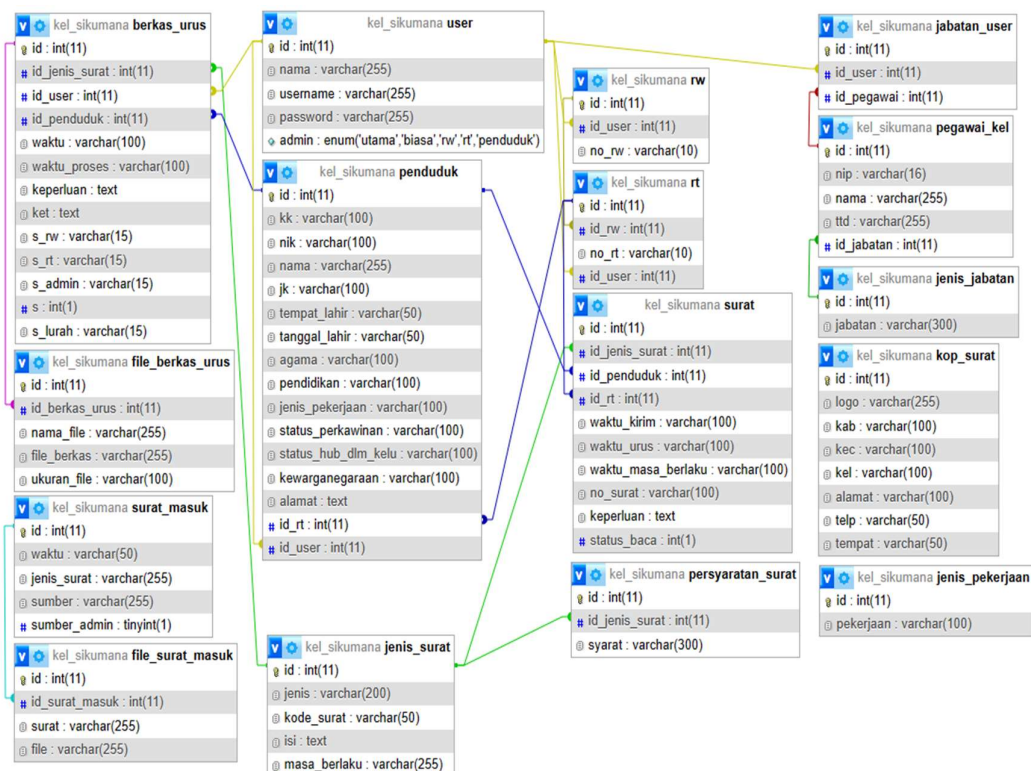 kel_sikumana berkas_urus
id : int(11)
id_jenis_surat : int(11)
id_user : int(11)
id_penduduk : int(11)
waktu : varchar(100)
waktu_proses : varchar(100)
keperluan : text
ket : text
s_rw : varchar(15)
s_rt : varchar(15)
s_admin : varchar(15)
s : int(1)
s_lurah : varchar(15)
kel_sikumana file_berkas_urus
id : int(11)
id_berkas_urus : int(11)
nama_file : varchar(255)
file_berkas : varchar(255)
ukuran_file : varchar(100)
kel_sikumana surat_masuk
id : int(11)
waktu : varchar(50)
jenis_surat : varchar(255)
sumber : varchar(255)
sumber_admin : tinyint(1)
kel_sikumana file_surat_masuk
id : int(11)
id_surat_masuk : int(11)
surat : varchar(255)
file : varchar(255)
kel_sikumana user
id : int(11)
nama : varchar(255)
username : varchar(255)
password : varchar(255)
admin : enum('utama','biasa','rw','rt','penduduk')
kel_sikumana penduduk
id : int(11)
kk : varchar(100)
nik : varchar(100)
nama : varchar(255)
jk : varchar(100)
tempat_lahir : varchar(50)
tanggal_lahir : varchar(50)
agama : varchar(100)
pendidikan : varchar(100)
jenis_pekerjaan : varchar(100)
status_perkawinan : varchar(100)
status_hub_dlm_kelu : varchar(100)
kewarganegaraan : varchar(100)
alamat : text
id_rt : int(11)
id_user : int(11)
kel_sikumana jenis_surat
id : int(11)
jenis : varchar(200)
kode_surat : varchar(50)
isi : text
masa_berlaku : varchar(255)
kel_sikumana rw
id : int(11)
id_user : int(11)
no_rw : varchar(10)
kel_sikumana rt
id : int(11)
id_rw : int(11)
no_rt : varchar(10)
id_user : int(11)
kel_sikumana surat
id : int(11)
id_jenis_surat : int(11)
id_penduduk : int(11)
id_rt : int(11)
waktu_kirim : varchar(100)
waktu_urus : varchar(100)
waktu_masa_berlaku : varchar(100)
no_surat : varchar(100)
keperluan : text
status_baca : int(1)
kel_sikumana persyaratan_surat
id : int(11)
id_jenis_surat : int(11)
syarat : varchar(300)
kel_sikumana jabatan_user
id : int(11)
id_user : int(11)
id_pegawai : int(11)
kel_sikumana pegawai_kel
id : int(11)
nip : varchar(16)
nama : varchar(255)
ttd : varchar(255)
id_jabatan : int(11)
kel_sikumana jenis_jabatan
id : int(11)
jabatan : varchar(300)
kel_sikumana kop_surat
id : int(11)
logo : varchar(255)
kab : varchar(100)
kec : varchar(100)
kel : varchar(100)
alamat : varchar(100)
telp : varchar(50)
tempat : varchar(50)
kel_sikumana jenis_pekerjaan
id : int(11)
pekerjaan : varchar(100)